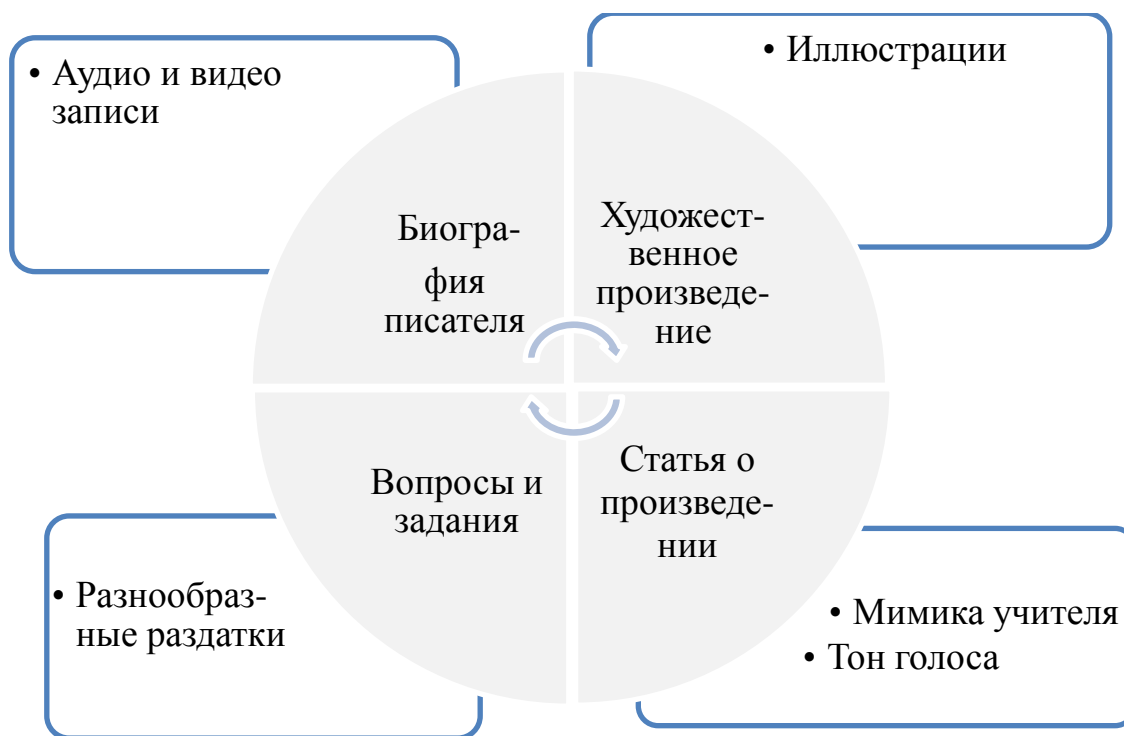 • Аудио и видео
записи
• Иллюстрации
Биогра-
фия
писателя
Художест-
венное
произведе-
ние
Вопросы и
задания
Статья о
произведе-
нии
• Разнообраз-
ные раздатки
• Мимика учителя
• Тон голоса